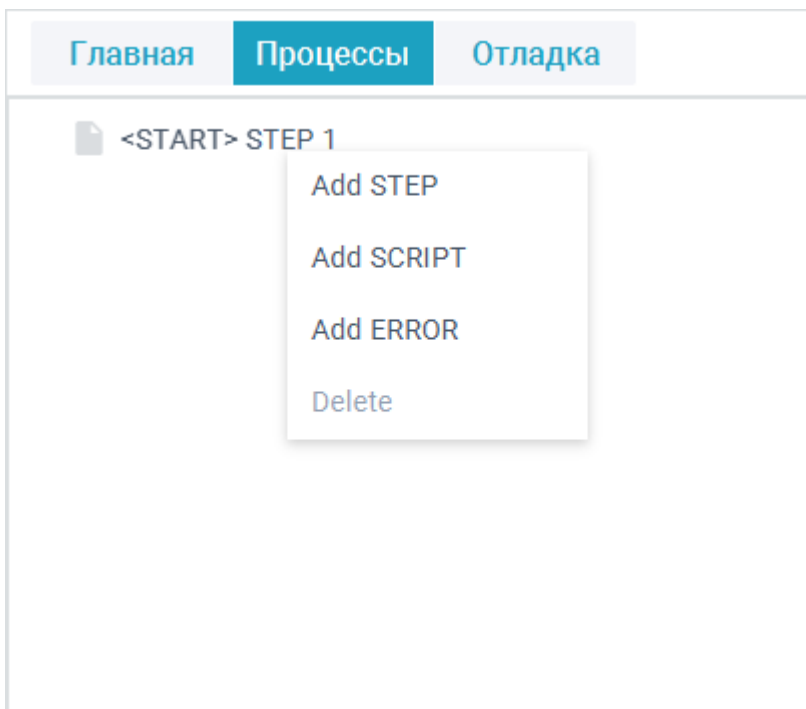 Главная Процессы Отладка
<START> STEP 1
Add STEP
Add SCRIPT
Add ERROR
Delete